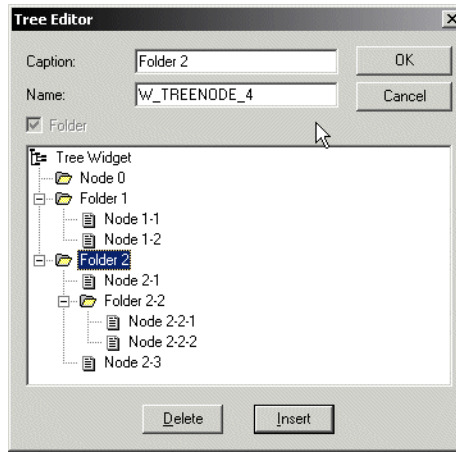 Tree Editor
Caption: Folder 2 OK
Name: W_TREENODE_4 Cancel
Folder
Tree Widget
Node 0
Folder 1
Node 1-1
Node 1-2
Folder 2
Node 2-1
Folder 2-2
Node 2-2-1
Node 2-2-2
Node 2-3
Delete Insert